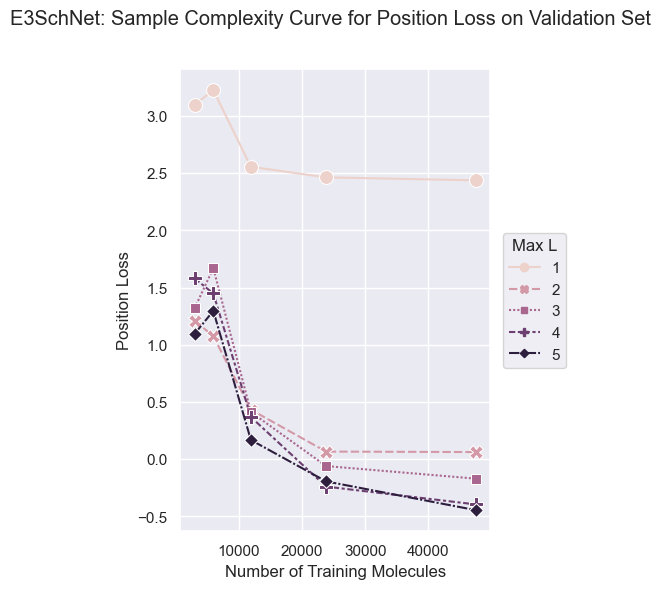 E3SchNet: Sample Complexity Curve for Position Loss on Validation Set
3.0
2.5
2.0
1.5
1.0
0.5
0.0
−0.5
Position Loss
10000 20000 30000 40000
Number of Training Molecules
Max L
1
2
3
4
5